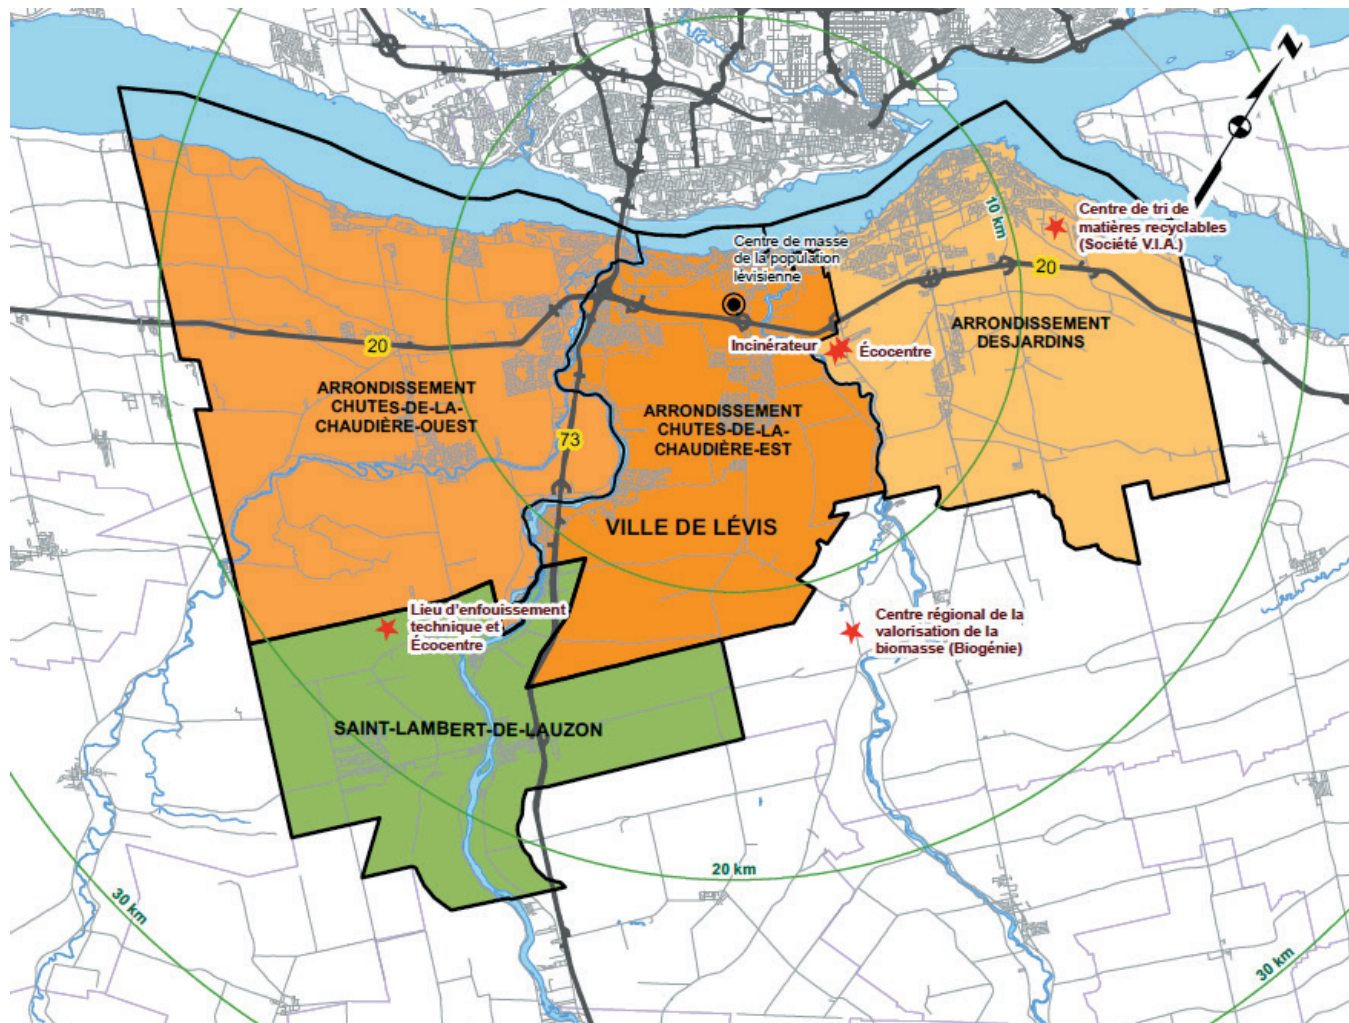 N
10 km
Centre de tri de
matières recyclables
(Société V.I.A.)
Centre de masse
de la population
lévisienne
20
20
Incinérateur
Écocentre
ARRONDISSEMENT
DESJARDINS
ARRONDISSEMENT
CHUTES-DE-LA-
CHAUDIÈRE-OUEST
ARRONDISSEMENT
CHUTES-DE-LA-
CHAUDIÈRE-EST
73
VILLE DE LÉVIS
Lieu d'enfouissement
technique et
Écocentre
Centre régional de la
valorisation de la
biomasse (Biogénie)
SAINT-LAMBERT-DE-LAUZON
20 km
30 km
30 km